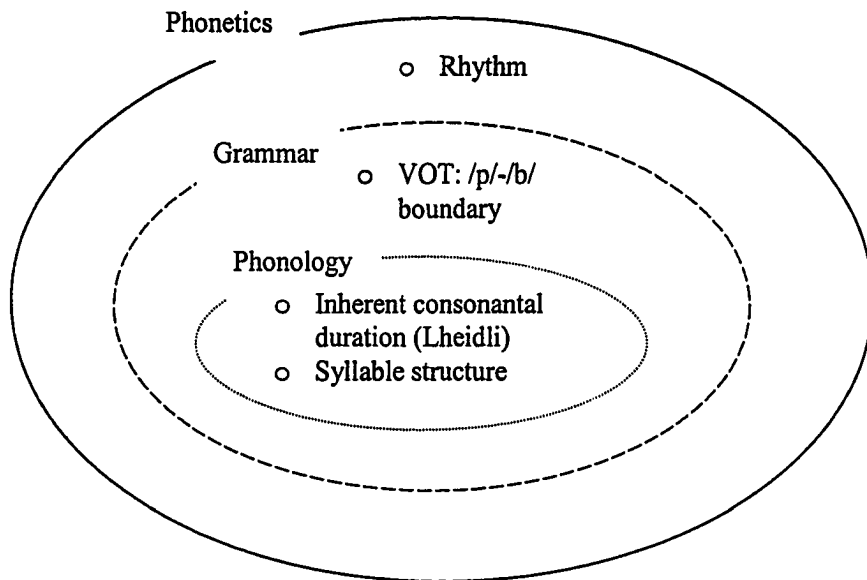 Phonetics
Rhythm
Grammar
VOT: /p/-/b/
boundary
Phonology
Inherent consonantal
duration (Lheidli)
Syllable structure